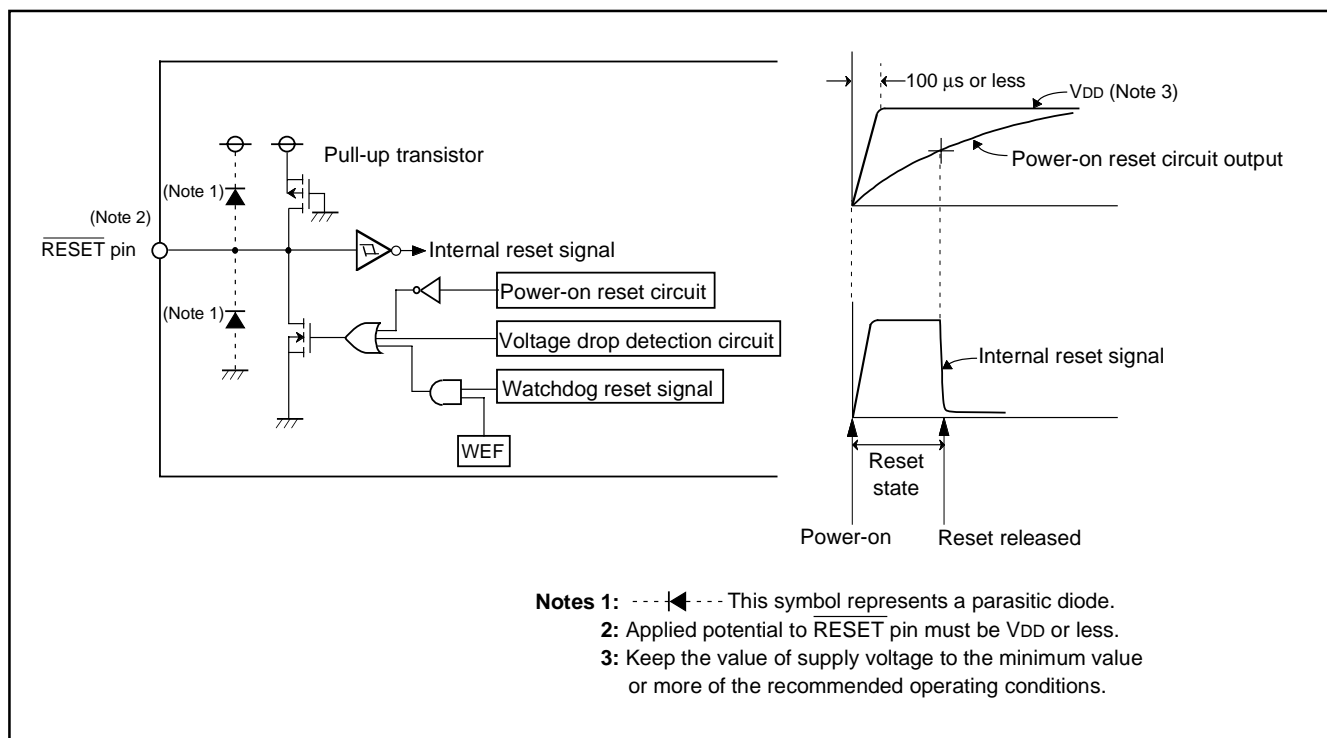 Pull-up transistor
(Note 1)
(Note 2)
RESET pin
Internal reset signal
Power-on reset circuit
(Note 1)
Voltage drop detection circuit
Watchdog reset signal
WEF
100 μs or less
VDD (Note 3)
Power-on reset circuit output
Internal reset signal
Reset
state
Power-on
Reset released
Notes 1: This symbol represents a parasitic diode.
2: Applied potential to RESET pin must be VDD or less.
3: Keep the value of supply voltage to the minimum value
or more of the recommended operating conditions.